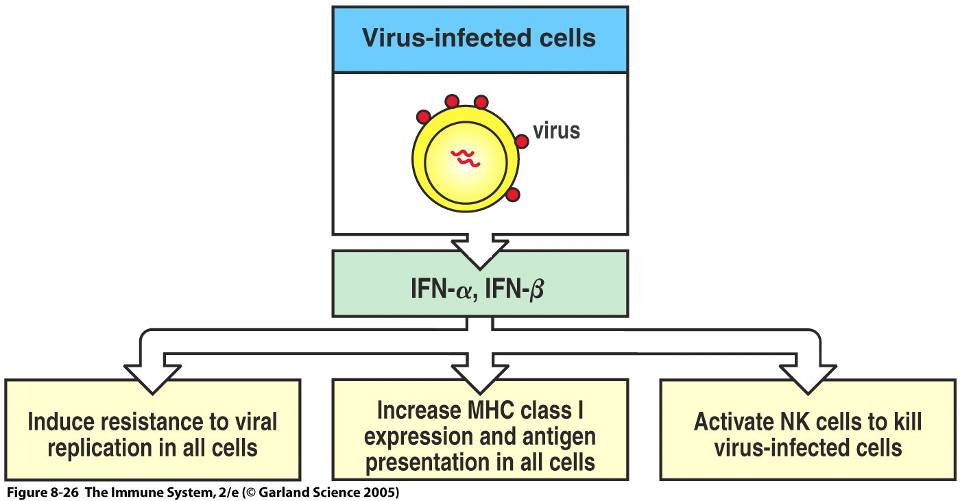 Virus-infected cells
virus
IFN-α, IFN-β
Induce resistance to viral
replication in all cells
Increase MHC class I
expression and antigen
presentation in all cells
Activate NK cells to kill
virus-infected cells
Figure 8-26 The Immune System, 2/e (© Garland Science 2005)